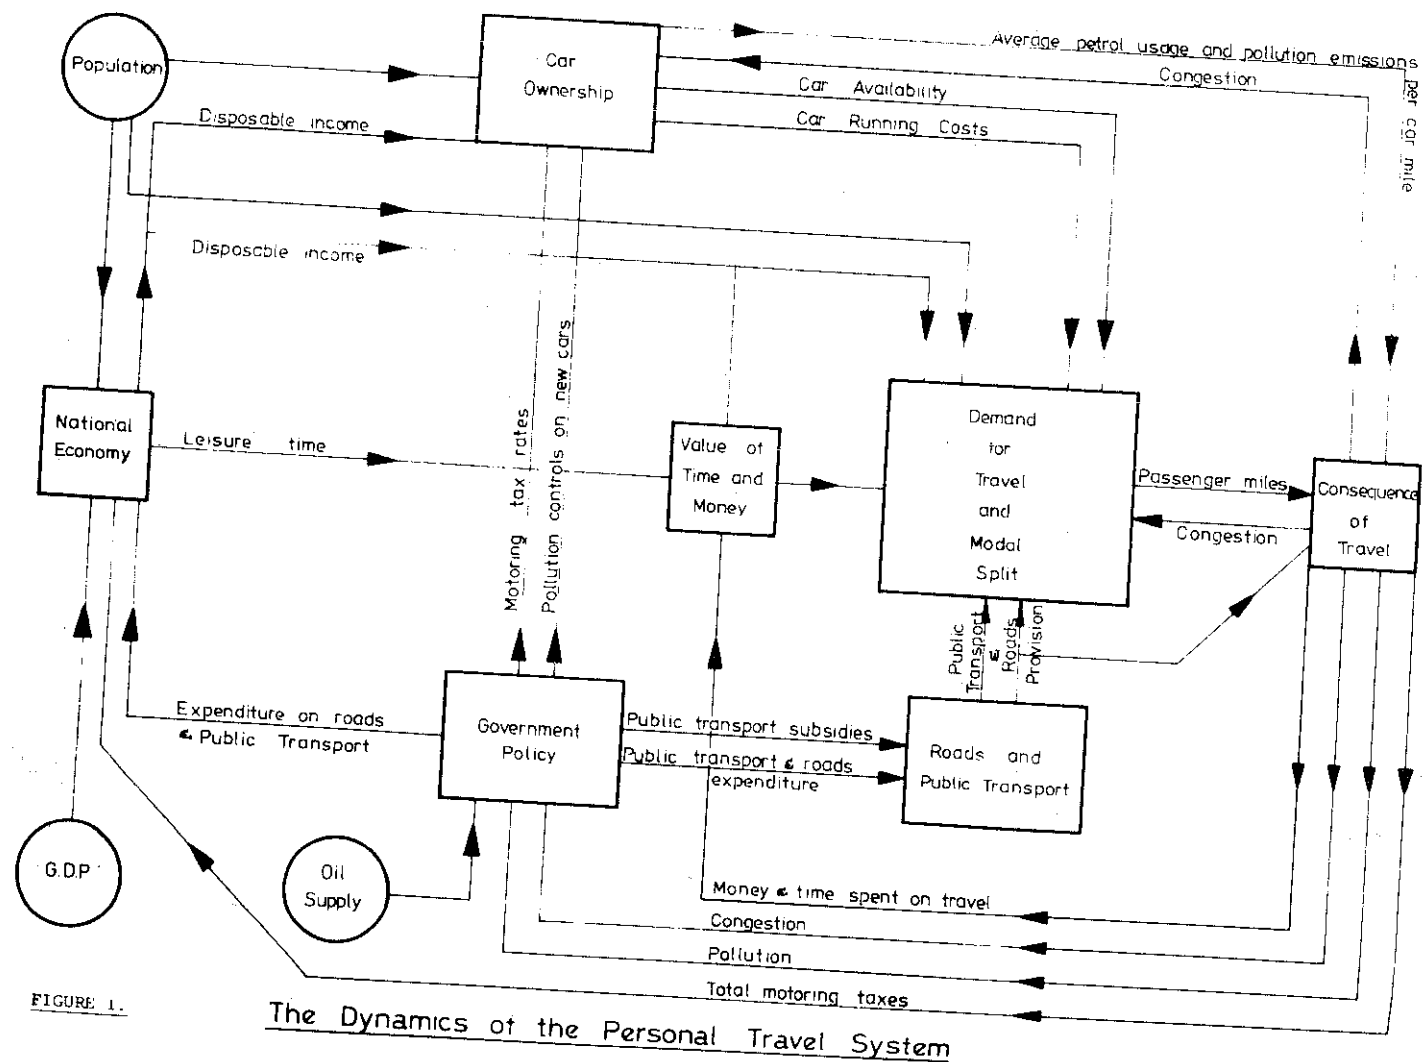 Population
Car
Ownership
Average petrol usage and pollution emissions
per car mile
Congestion
Car Availability
Car Running Costs
Disposable income
Disposable income
National
Economy
Leisure time
Motoring tax rates
Pollution controls on new cars
Value of
Time and
Money
Demand
for
Travel
and
Modal
Split
Passenger miles
Congestion
Consequence
of
Travel
Public
Transport
&
Roads
Provision
Expenditure on roads
& Public Transport
Government
Policy
Public transport subsidies
Public transport & roads
expenditure
Roads and
Public Transport
G.D.P
Oil
Supply
Money & time spent on travel
Congestion
Pollution
Total motoring taxes
FIGURE 1.
The Dynamics of the Personal Travel System